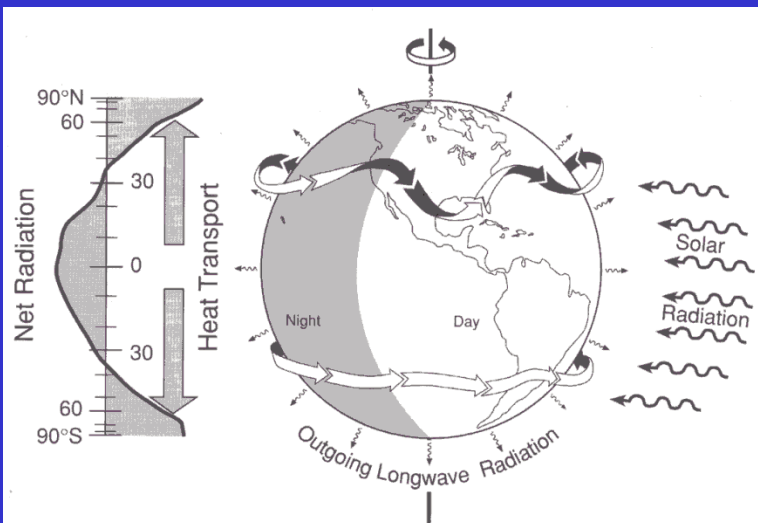 Net Radiation
90°N
60
30
0
30
60
90°S
Heat Transport
Night
Day
Solar
Radiation
Outgoing Longwave Radiation